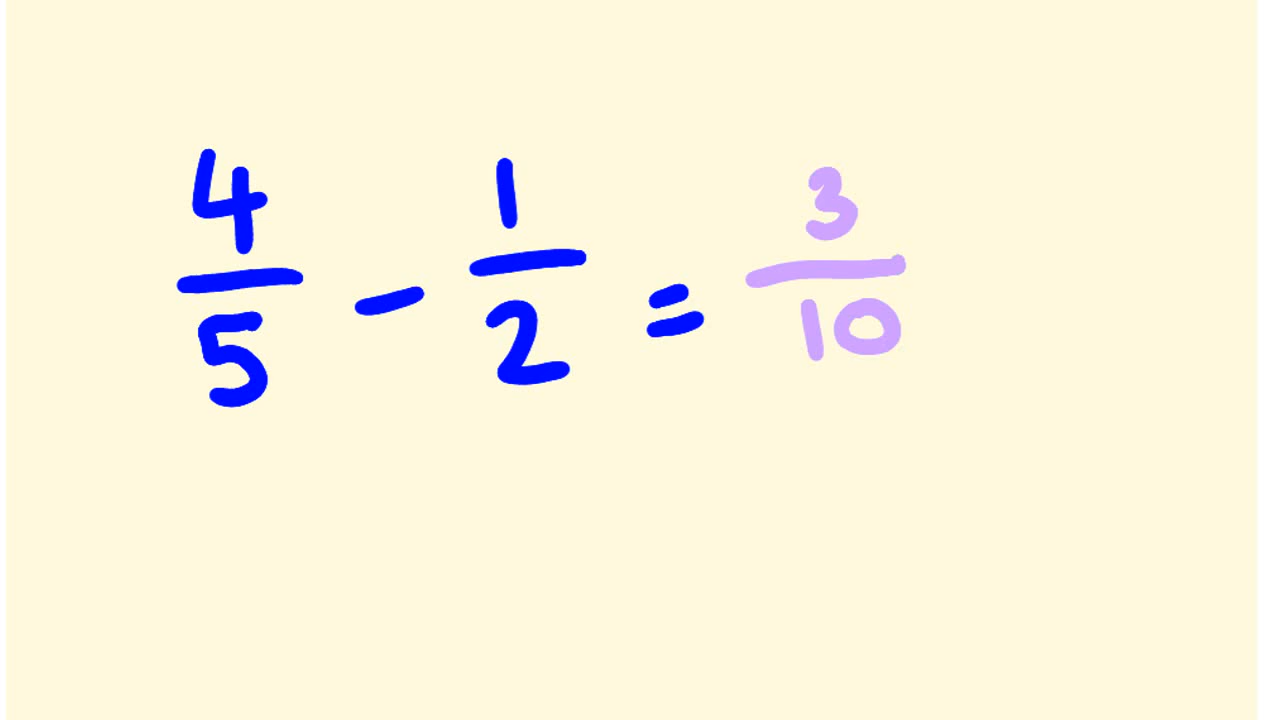 4/5 - 1/2 = 3/10